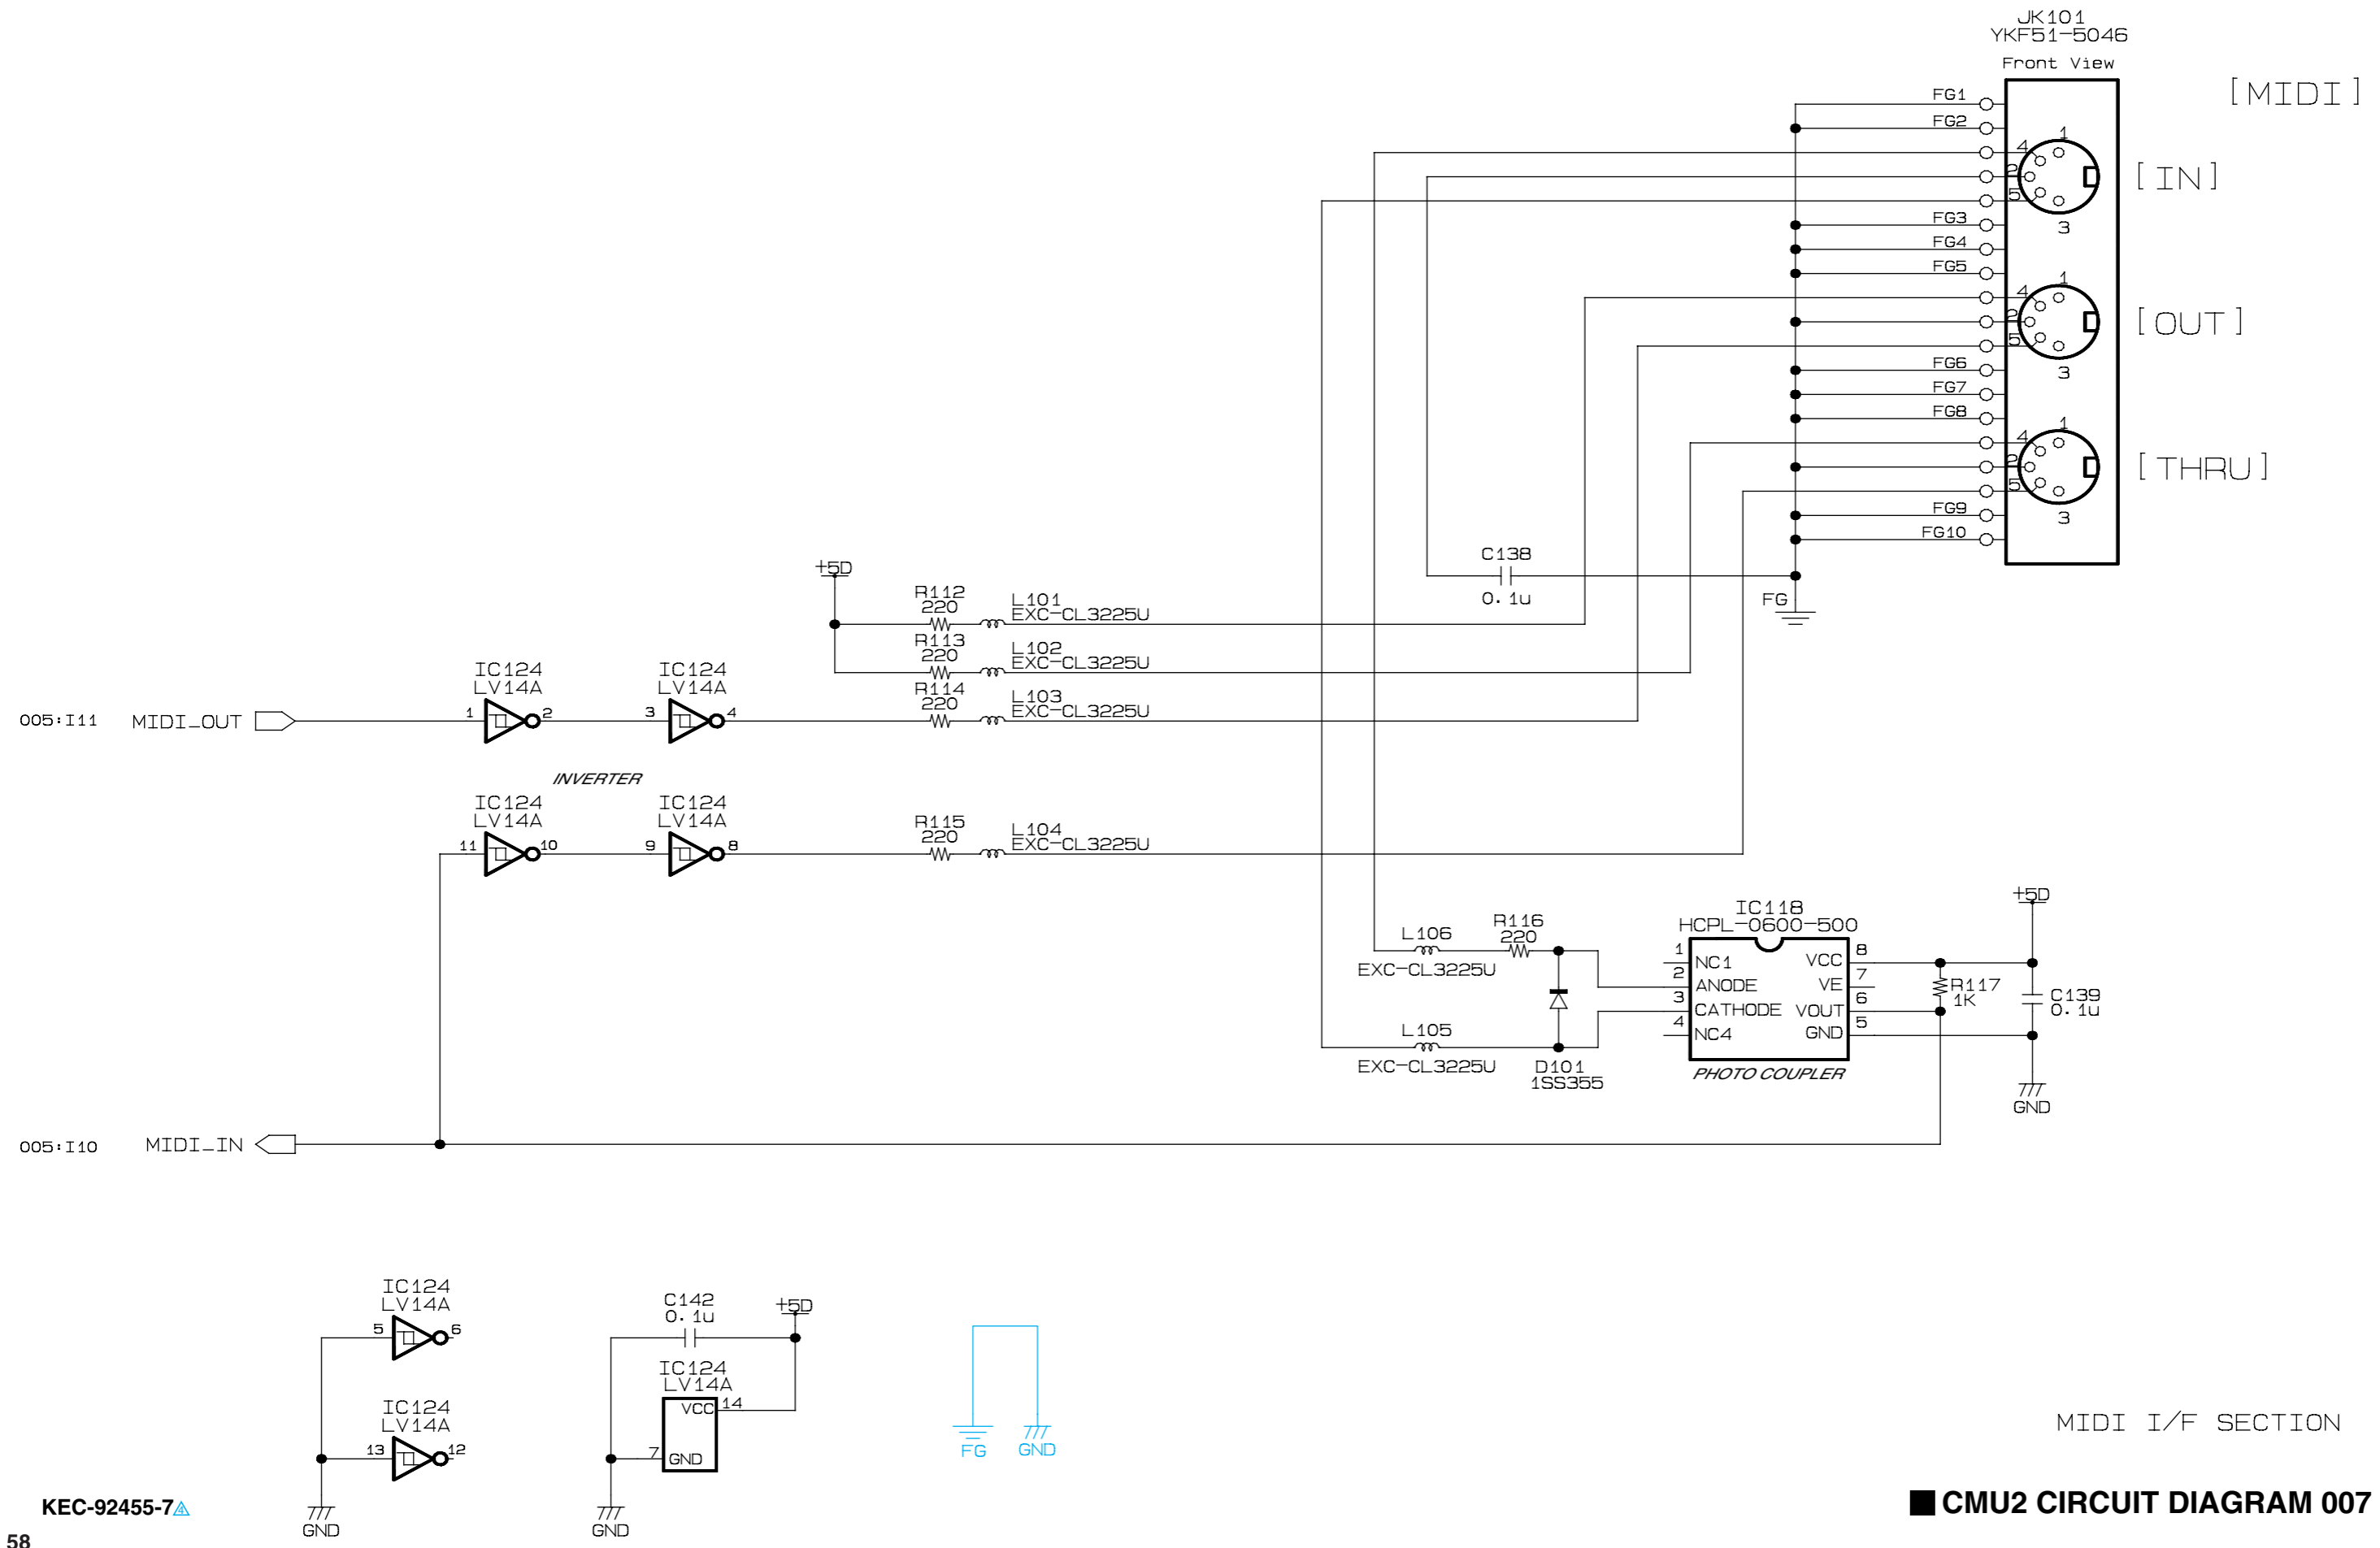 JK101
YKF51-5046
Front View
[MIDI]
FG1
FG2
1
4
2
5
3
[IN]
FG3
FG4
FG5
1
4
2
5
3
[OUT]
FG6
FG7
FG8
1
4
2
5
3
[THRU]
FG9
FG10
C138
0.1u
FG
+5D
R112
220
L101
EXC-CL3225U
R113
220
L102
EXC-CL3225U
R114
220
L103
EXC-CL3225U
IC124
LV14A
IC124
LV14A
005:I11 MIDI_OUT
1 2
3 4
INVERTER
IC124
LV14A
IC124
LV14A
11 10
9 8
R115
220
L104
EXC-CL3225U
L106
EXC-CL3225U
R116
220
L105
EXC-CL3225U
D101
1SS355
IC118
HCPL-0600-500
1 NC1
2 ANODE
3 CATHODE
4 NC4
VCC 8
VE 7
VOUT 6
GND 5
PHOTO COUPLER
+5D
R117
1K
C139
0.1u
GND
005:I10 MIDI_IN
IC124
LV14A
5 6
IC124
LV14A
13 12
GND
C142
0.1u
+5D
IC124
LV14A
VCC 14
7 GND
GND
FG GND
MIDI I/F SECTION
KEC-92455-7 4
■ CMU2 CIRCUIT DIAGRAM 007
58